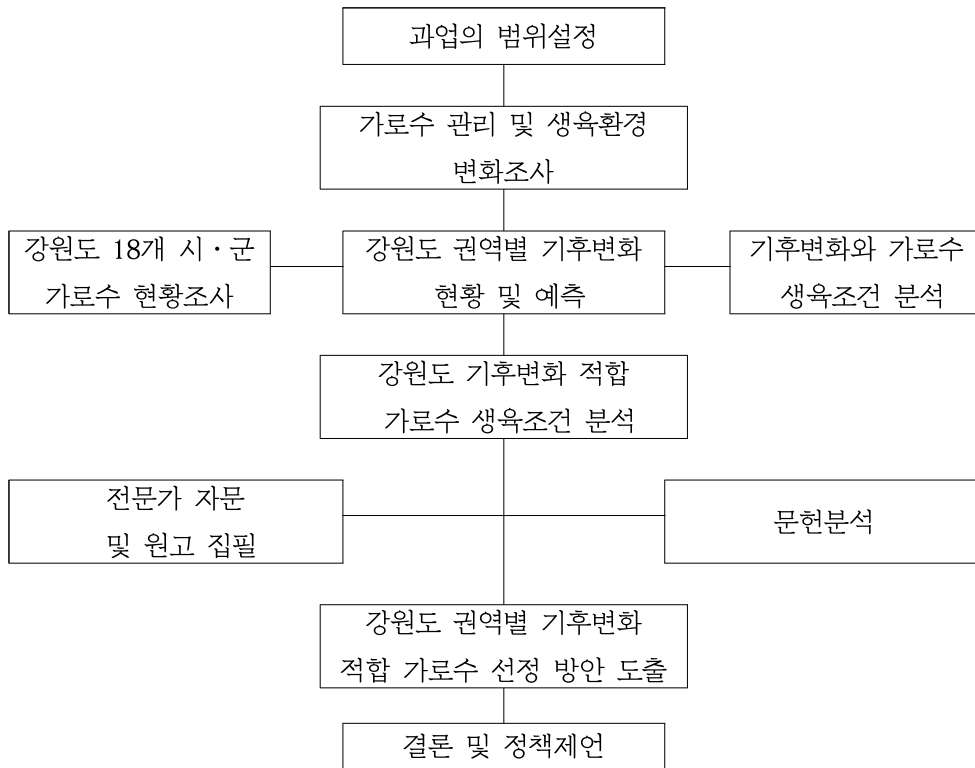 과업의 범위설정
가로수 관리 및 생육환경
변화조사
강원도 18개 시·군
가로수 현황조사
강원도 권역별 기후변화
현황 및 예측
기후변화와 가로수
생육조건 분석
강원도 기후변화 적합
가로수 생육조건 분석
전문가 자문
및 원고 집필
문헌분석
강원도 권역별 기후변화
적합 가로수 선정 방안 도출
결론 및 정책제언